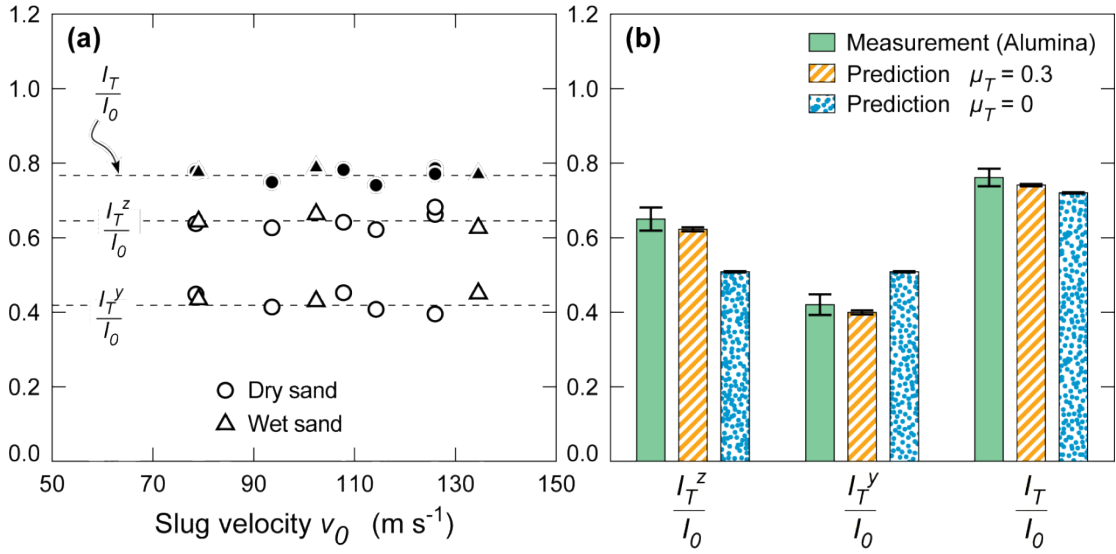 (a)
1.2
1.0
0.8
0.6
0.4
0.2
0.0
I_T
I_0
I_T^z
I_0
I_T^y
I_0
Dry sand
Wet sand
50 70 90 110 130 150
Slug velocity v_0 (m s⁻¹)
(b)
1.2
1.0
0.8
0.6
0.4
0.2
0.0
Measurement (Alumina)
Prediction μ_T = 0.3
Prediction μ_T = 0
I_T^z
I_0
I_T^y
I_0
I_T
I_0